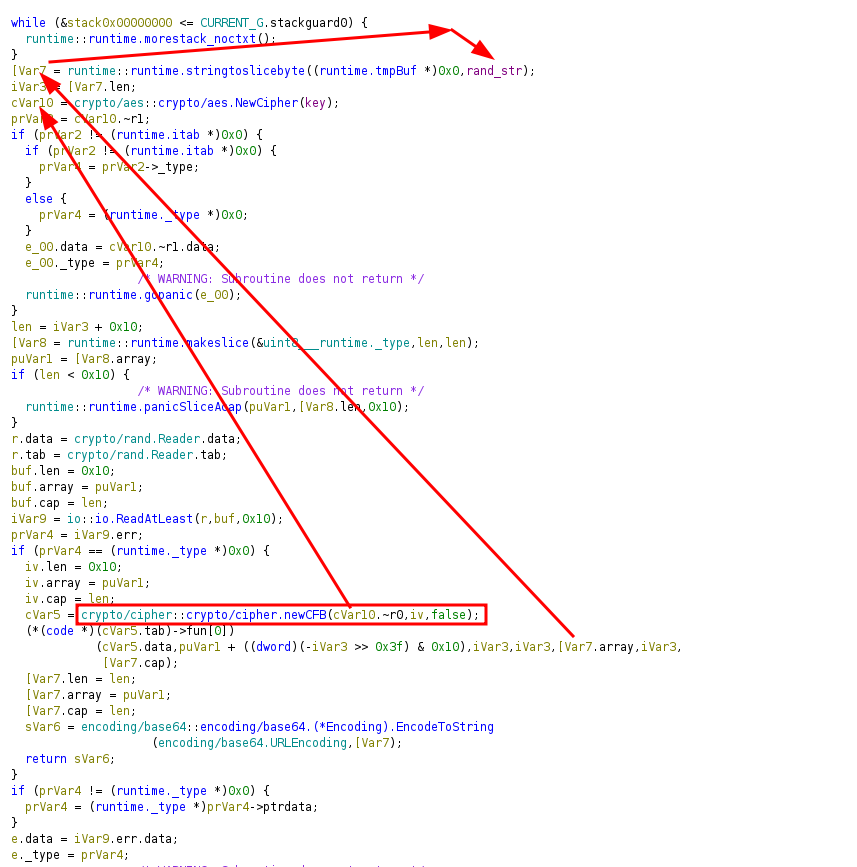 while (&stack0x00000000 <= CURRENT_G.stackguard0) {
runtime::runtime.morestack_noctxt();
}
[Var7 = runtime::runtime.stringtoslicebyte((runtime.tmpBuf *)0x0,rand_str);
iVar3 = [Var7.len;
cVar10 = crypto/aes::crypto/aes.NewCipher(key);
prVar2 = cVar10.~r1;
if (prVar2 != (runtime.itab *)0x0) {
if (prVar2 != (runtime.itab *)0x0) {
prVar4 = prVar2->_type;
}
else {
prVar4 = (runtime._type *)0x0;
}
e_00.data = cVar10.~r1.data;
e_00._type = prVar4;
/* WARNING: Subroutine does not return */
runtime::runtime.gopanic(e_00);
}
len = iVar3 + 0x10;
[Var8 = runtime::runtime.makeslice(&uint8___runtime._type,len,len);
puVar1 = [Var8.array;
if (len < 0x10) {
/* WARNING: Subroutine does not return */
runtime::runtime.panicSliceAcap(puVar1,[Var8.len,0x10);
}
r.data = crypto/rand.Reader.data;
r.tab = crypto/rand.Reader.tab;
buf.len = 0x10;
buf.array = puVar1;
buf.cap = len;
iVar9 = io::io.ReadAtLeast(r,buf,0x10);
prVar4 = iVar9.err;
if (prVar4 == (runtime._type *)0x0) {
iv.len = 0x10;
iv.array = puVar1;
iv.cap = len;
cVar5 = crypto/cipher::crypto/cipher.newCFB(cVar10.~r0,iv,false);
(*(code *)(cVar5.tab)->fun[0])
(cVar5.data,puVar1 + ((dword)(-iVar3 >> 0x3f) & 0x10),iVar3,iVar3,[Var7.array,iVar3,
[Var7.cap);
[Var7.len = len;
[Var7.array = puVar1;
[Var7.cap = len;
sVar6 = encoding/base64::encoding/base64.(*Encoding).EncodeToString
(encoding/base64.URLEncoding,[Var7);
return sVar6;
}
if (prVar4 != (runtime._type *)0x0) {
prVar4 = (runtime._type *)prVar4->ptrdata;
}
e.data = iVar9.err.data;
e._type = prVar4;